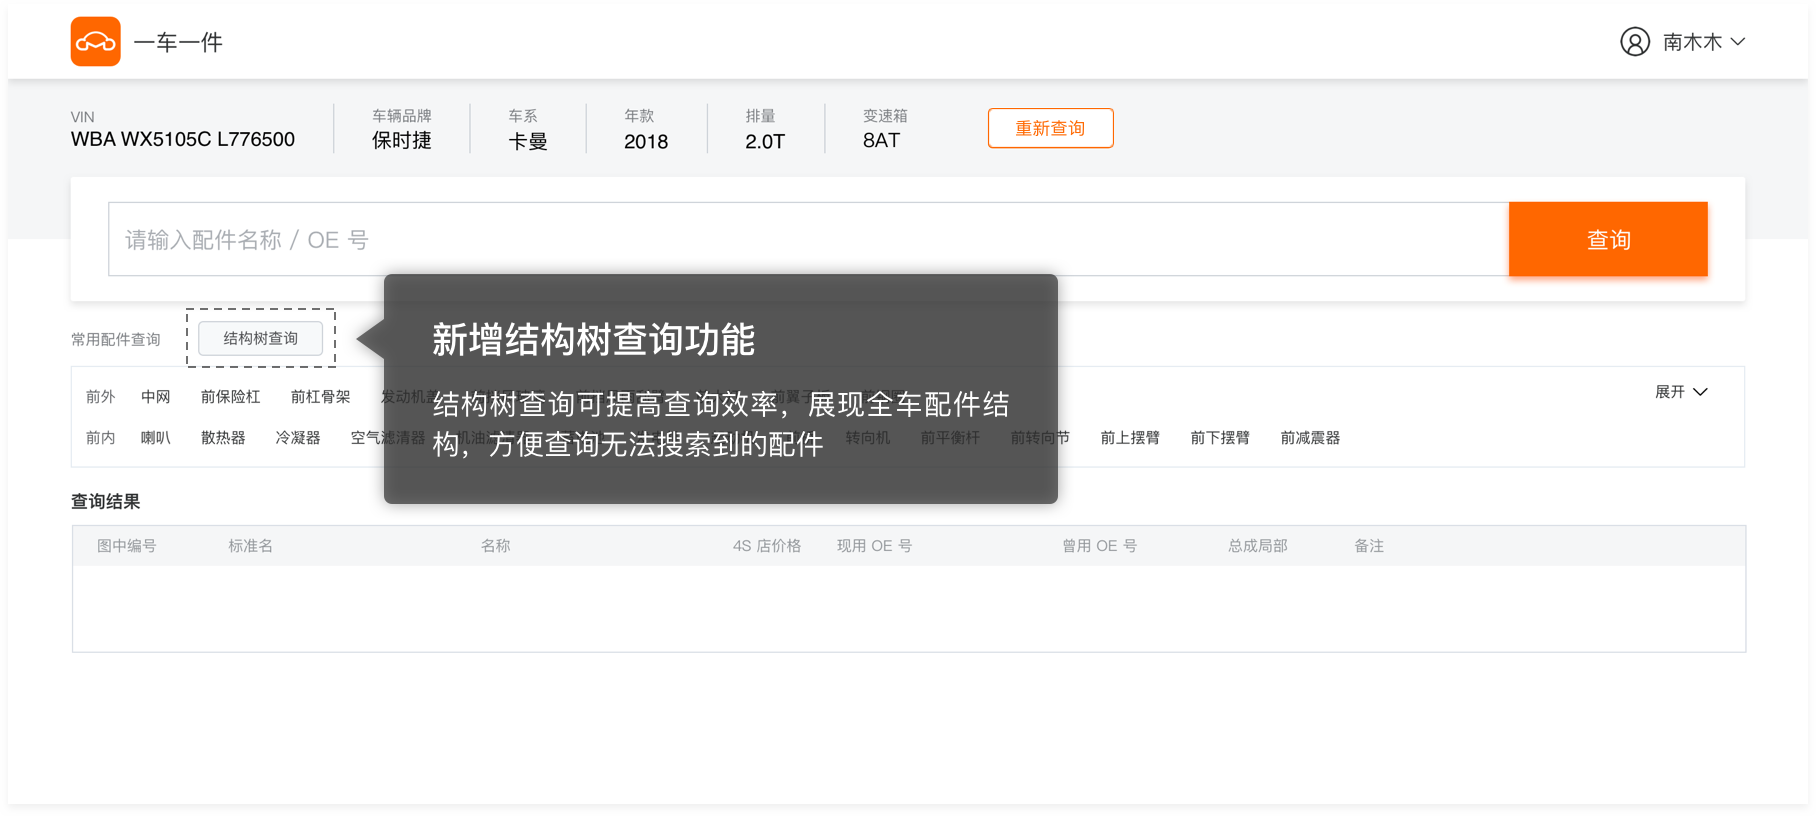 一车一件
南木木
VIN 车辆品牌 车系 年款 排量 变速箱
WBA WX5105C L776500 保时捷 卡曼 2018 2.0T 8AT
重新查询
请输入配件名称 / OE 号
查询
常用配件查询 结构树查询
新增结构树查询功能
结构树查询可提高查询效率，展现全车配件结
构，方便查询无法搜索到的配件
前外 中网 前保险杠 前杠骨架 发动机盖
展开
前内 喇叭 散热器 冷凝器 空气滤清器 转向机 前平衡杆 前转向节 前上摆臂 前下摆臂 前减震器
查询结果
图中编号 标准名 名称 4S 店价格 现用 OE 号 曾用 OE 号 总成局部 备注